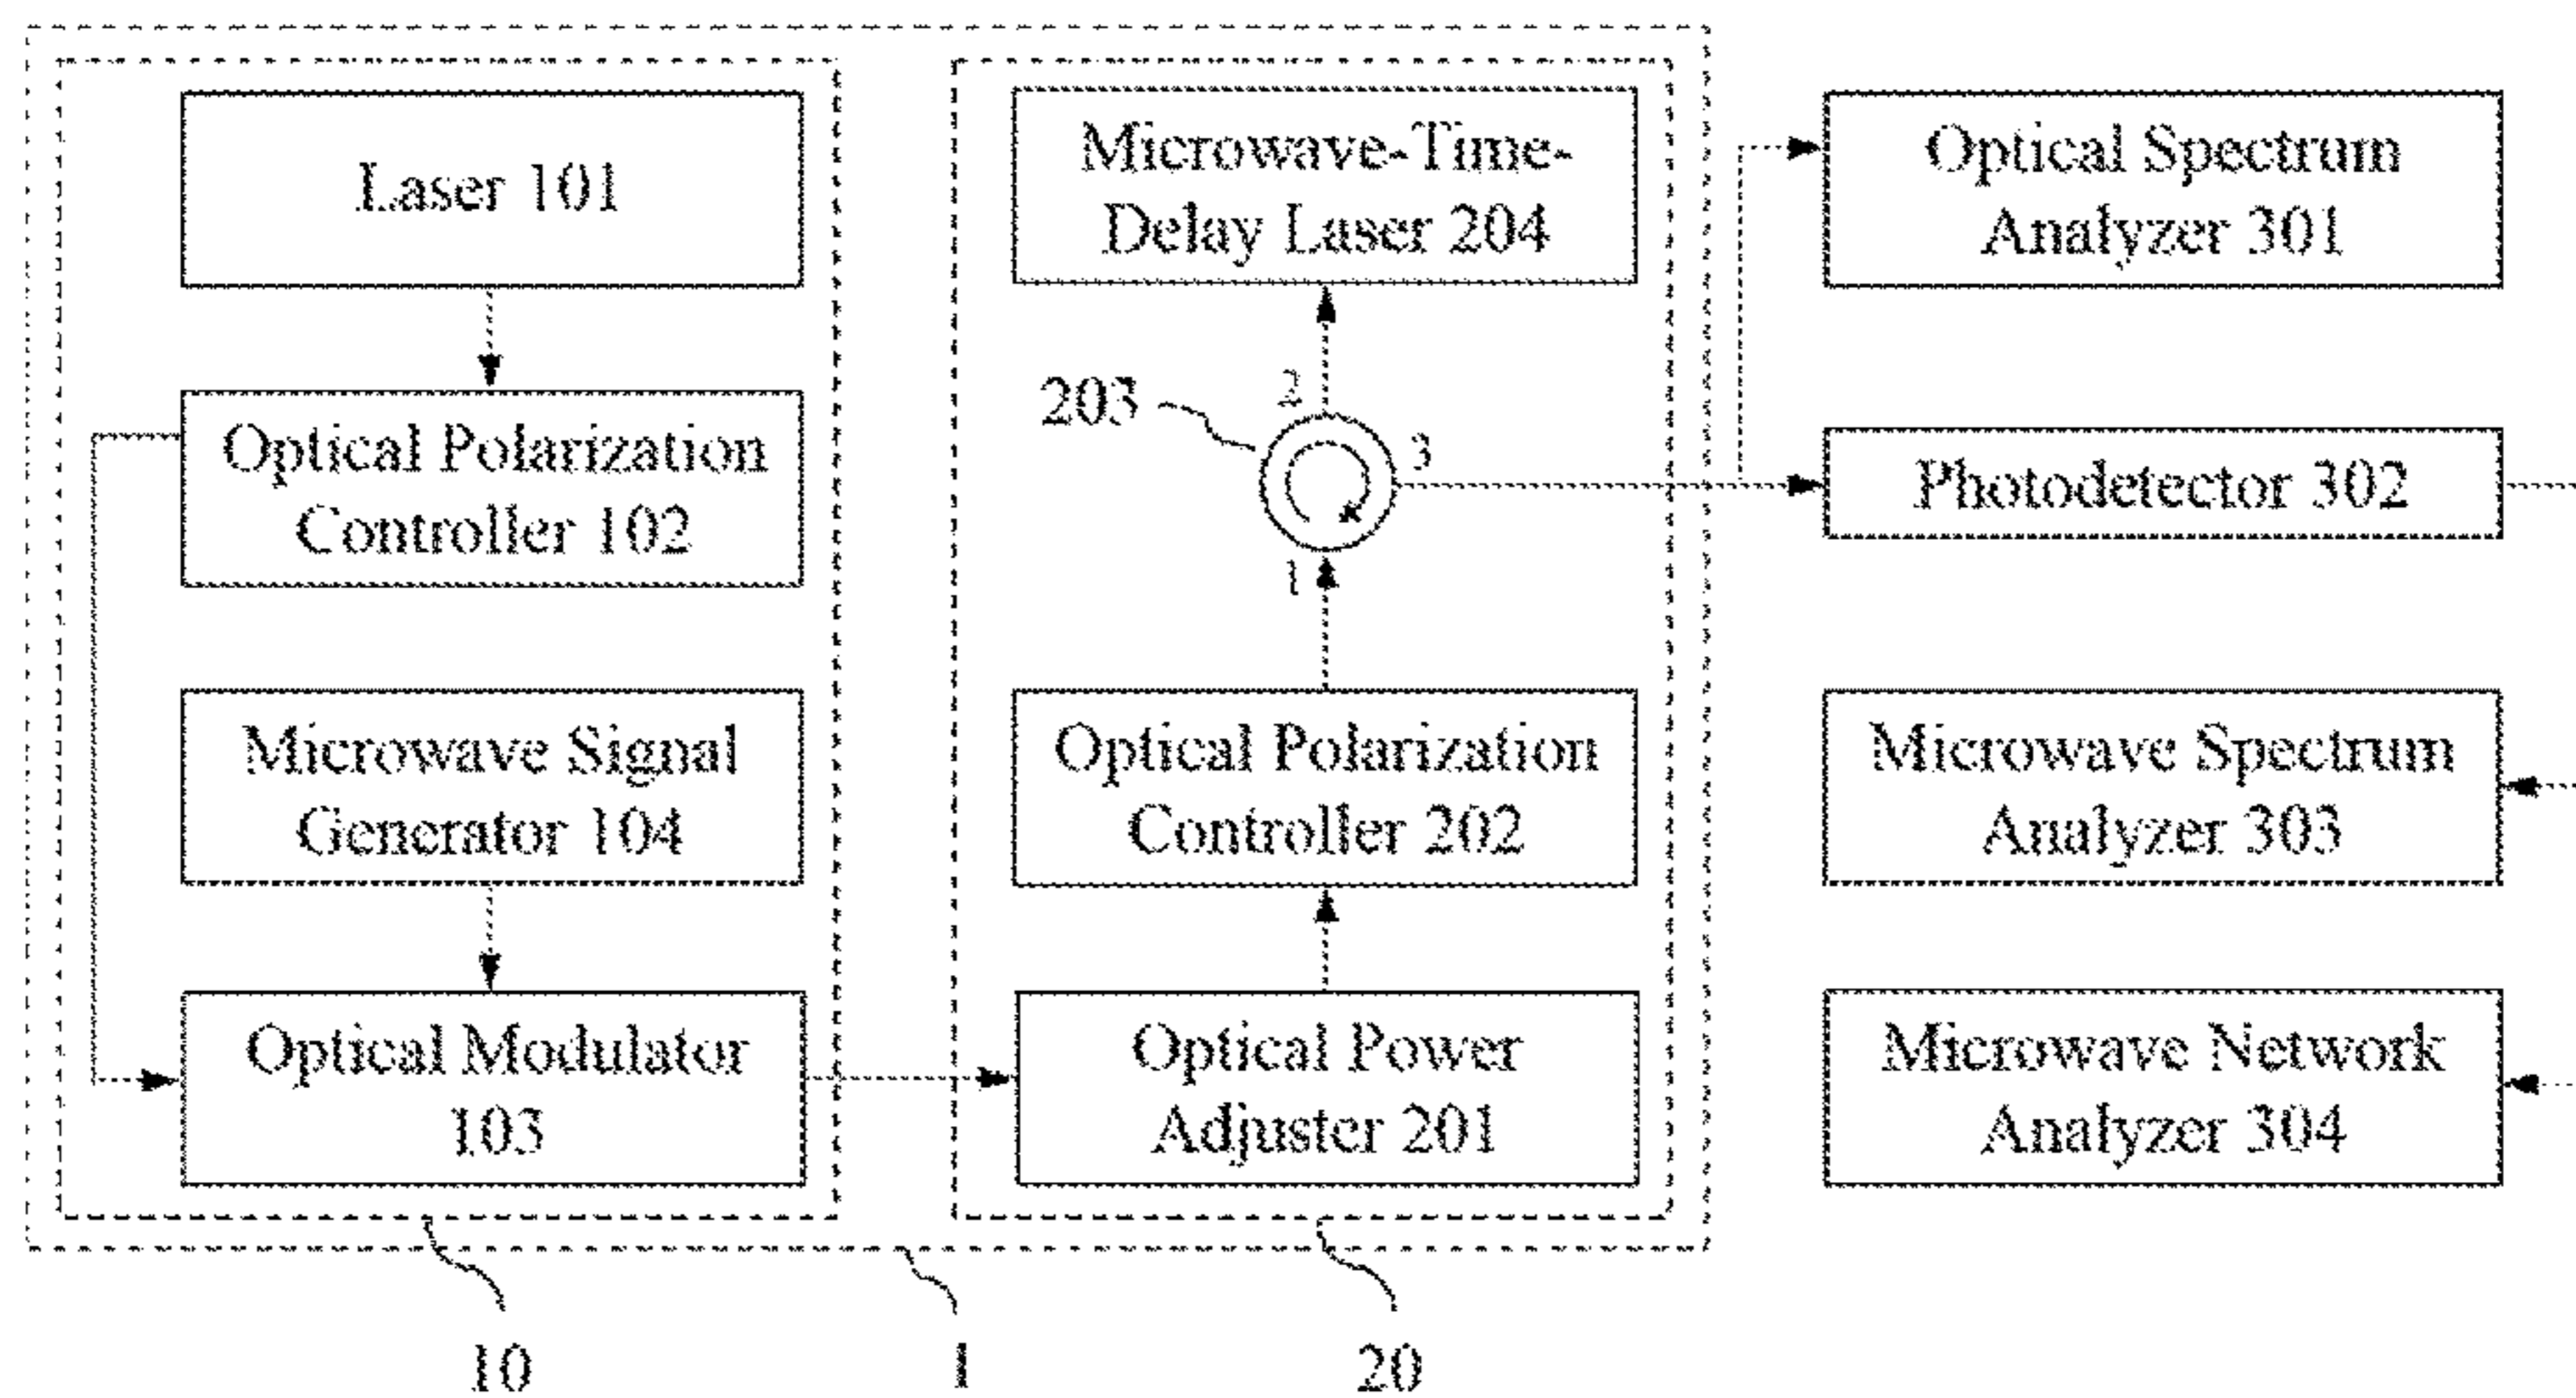 Laser 101
Optical Polarization
Controller 102
Microwave Signal
Generator 104
Optical Modulator
103
Microwave-Time-
Delay Laser 204
203
2
3
1
Optical Polarization
Controller 202
Optical Power
Adjuster 201
Optical Spectrum
Analyzer 301
Photodetector 302
Microwave Spectrum
Analyzer 303
Microwave Network
Analyzer 304
10
1
20